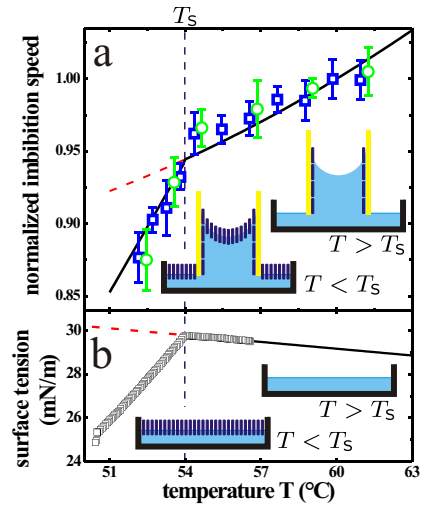 T_S
a
normalized imbibition speed
1.00
0.95
0.90
0.85
T > T_S
T < T_S
b
surface tension
(mN/m)
30
28
26
24
T > T_S
T < T_S
51 54 57 60 63
temperature T (°C)